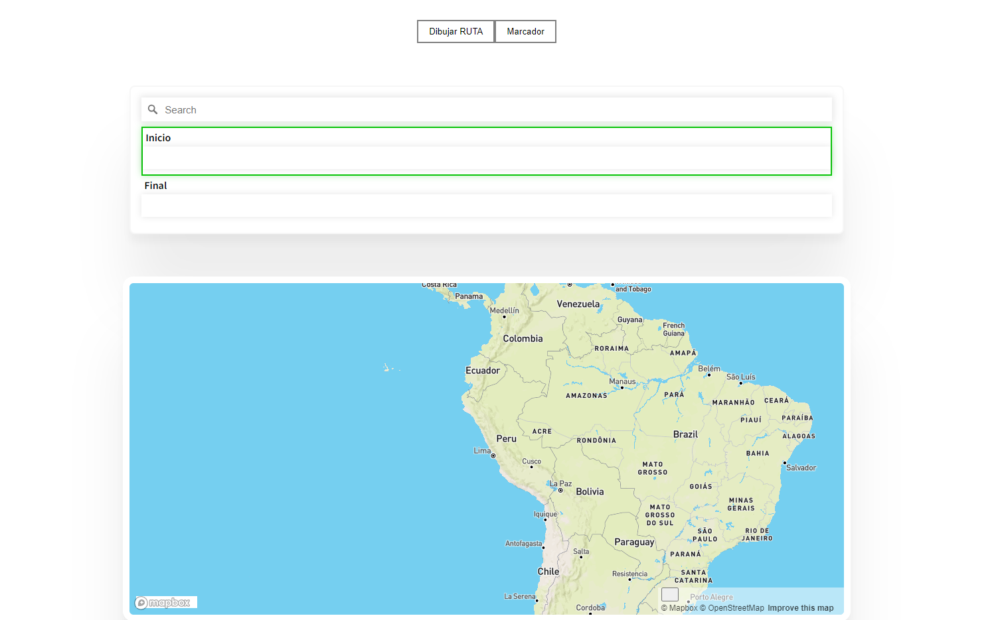 Dibujar RUTA
Marcador
Search
Inicio
Final
Costa Rica
Panama
and Tobago
Venezuela
Medellín
Guyana
French
Guiana
Colombia
RORAIMA
AMAPÁ
Ecuador
Belém
São Luís
Manaus
AMAZONAS
PARÁ
MARANHÃO
CEARÁ
PIAUÍ
PARAÍBA
ACRE
Brazil
ALAGOAS
Peru
RONDÔNIA
Lima
BAHIA
Cusco
MATO
GROSSO
Salvador
La Paz
GOIÁS
Bolivia
MINAS
GERAIS
MATO
GROSSO
DO SUL
Iquique
SÃO
PAULO
RIO DE
JANEIRO
Antofagasta
Paraguay
Salta
PARANÁ
Chile
Resistencia
SANTA
CATARINA
La Serena
Porto Alegre
Cordoba
mapbox
© Mapbox © OpenStreetMap Improve this map